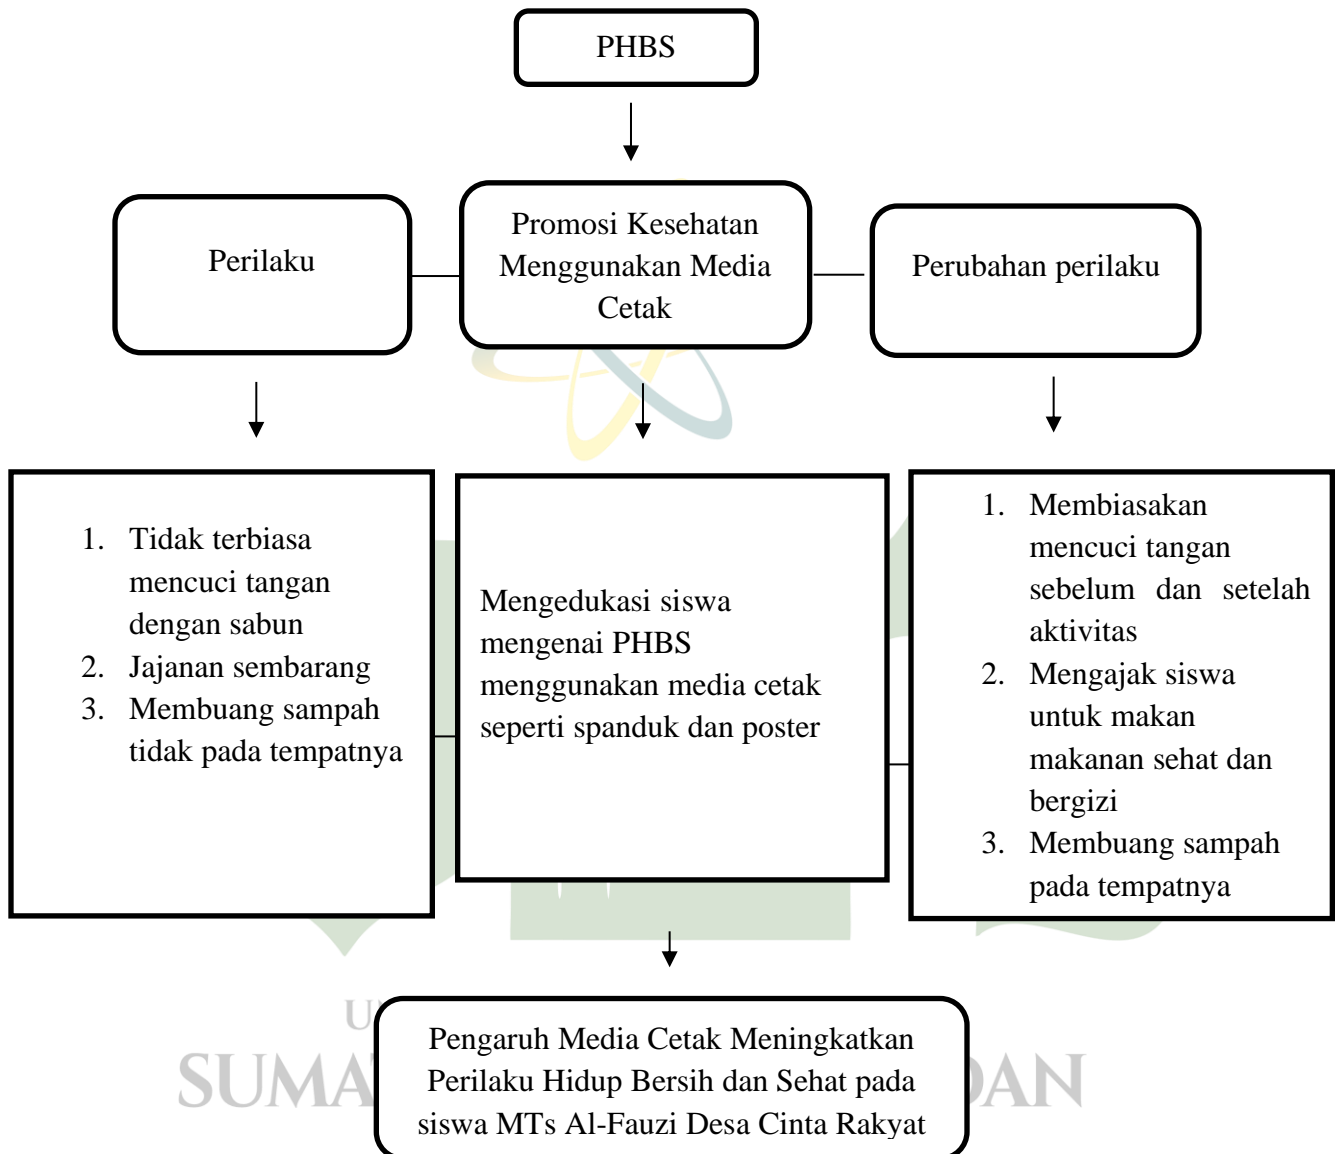 PHBS
Perilaku
Promosi Kesehatan
Menggunakan Media
Cetak
Perubahan perilaku
1. Tidak terbiasa
mencuci tangan
dengan sabun
2. Jajanan sembarang
3. Membuang sampah
tidak pada tempatnya
Mengedukasi siswa
mengenai PHBS
menggunakan media cetak
seperti spanduk dan poster
1. Membiasakan
mencuci tangan
sebelum dan setelah
aktivitas
2. Mengajak siswa
untuk makan
makanan sehat dan
bergizi
3. Membuang sampah
pada tempatnya
Pengaruh Media Cetak Meningkatkan
Perilaku Hidup Bersih dan Sehat pada
siswa MTs Al-Fauzi Desa Cinta Rakyat